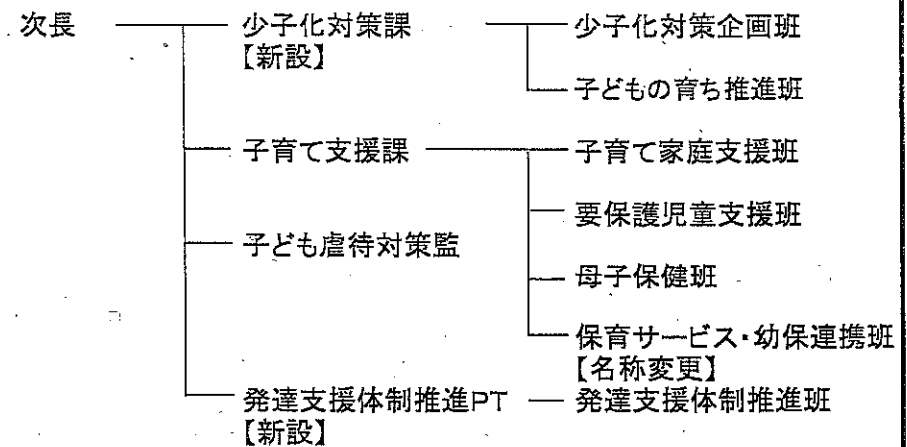 次長 少子化対策課 少子化対策企画班
【新設】
子どもの育ち推進班
子育て支援課 子育て家庭支援班
要保護児童支援班
子ども虐待対策監
母子保健班
保育サービス・幼保連携班
【名称変更】
発達支援体制推進PT 発達支援体制推進班
【新設】